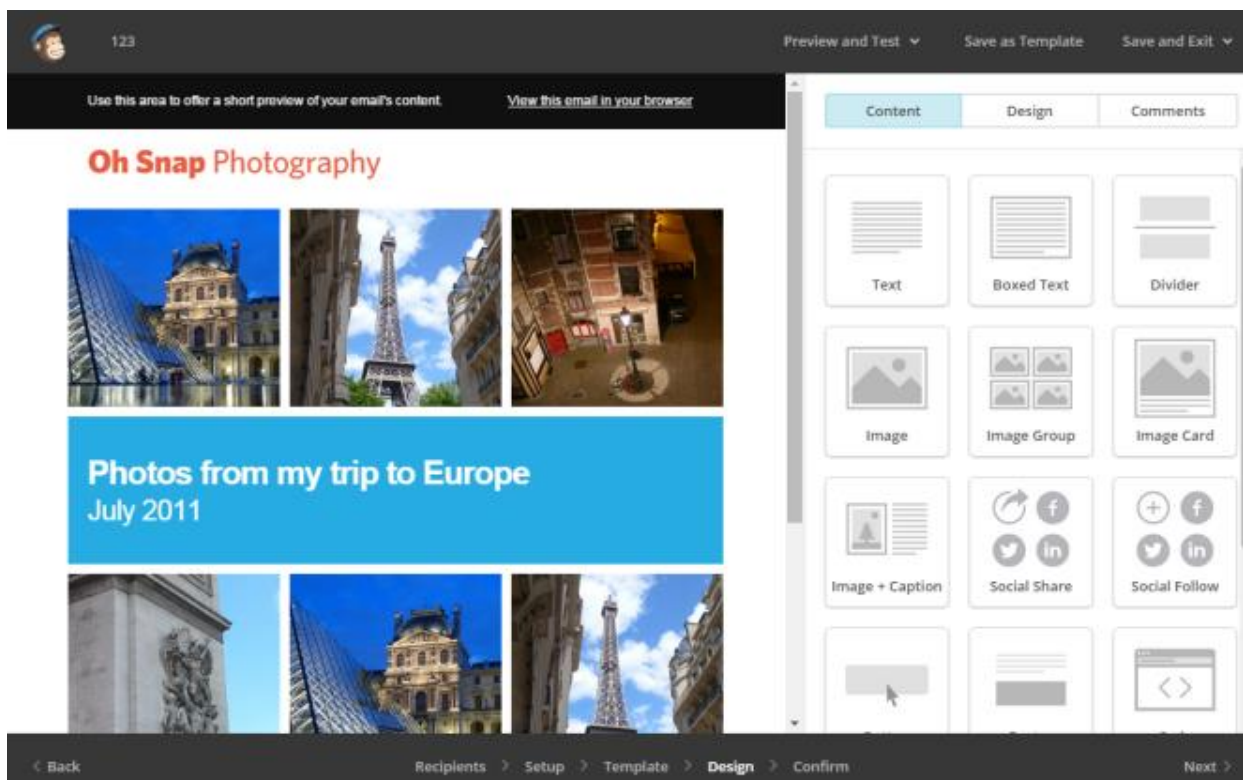 123
Preview and Test
Save as Template
Save and Exit
Use this area to offer a short preview of your email's content.
View this email in your browser
Content
Design
Comments
Oh Snap Photography
Text
Boxed Text
Divider
Image
Image Group
Image Card
Photos from my trip to Europe
July 2011
Image + Caption
Social Share
Social Follow
< Back
Recipients > Setup > Template > Design > Confirm
Next >